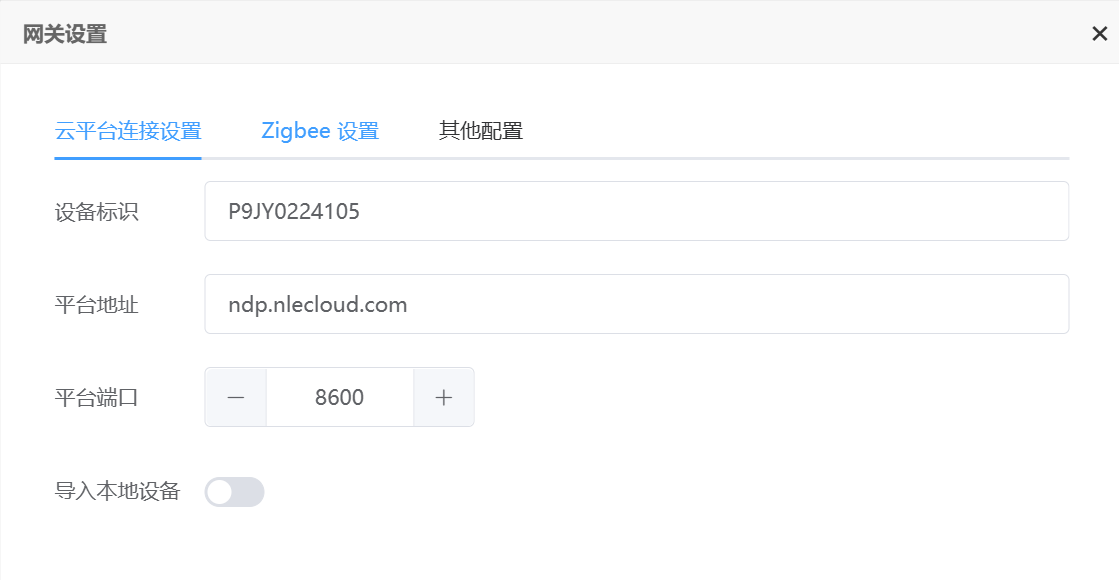 网关设置
云平台连接设置 Zigbee 设置 其他配置
设备标识 P9JY0224105
平台地址 ndp.nlecloud.com
平台端口 8600
导入本地设备